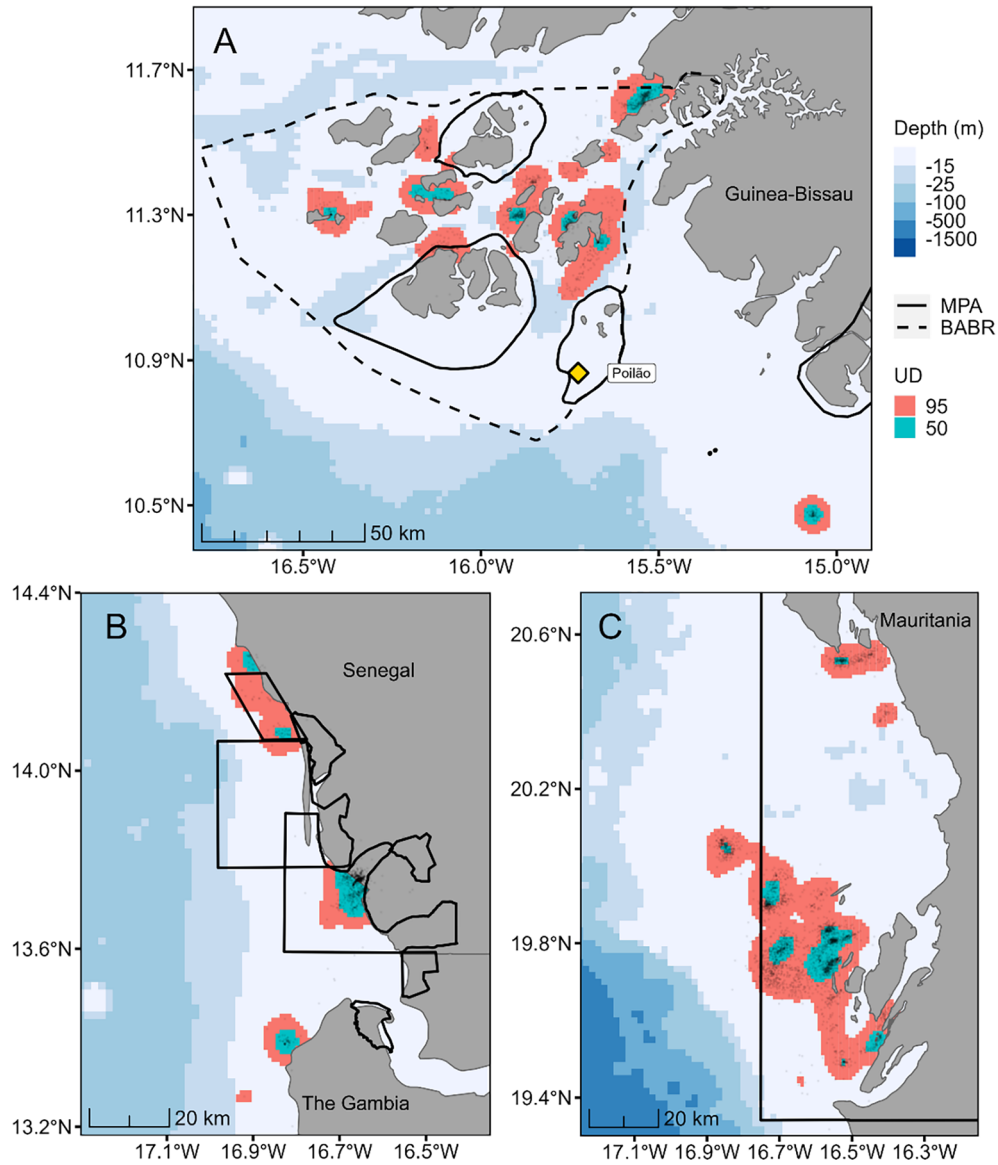 A
11.7°N
11.3°N
10.9°N
10.5°N
Guinea-Bissau
Poilão
50 km
16.5°W 16.0°W 15.5°W 15.0°W
Depth (m)
-15
-25
-100
-500
-1500
MPA
BABR
UD
95
50
B
14.4°N
14.0°N
13.6°N
13.2°N
Senegal
The Gambia
20 km
17.1°W 16.9°W 16.7°W 16.5°W
C
20.6°N
20.2°N
19.8°N
19.4°N
Mauritania
20 km
17.1°W 16.9°W 16.7°W 16.5°W 16.3°W